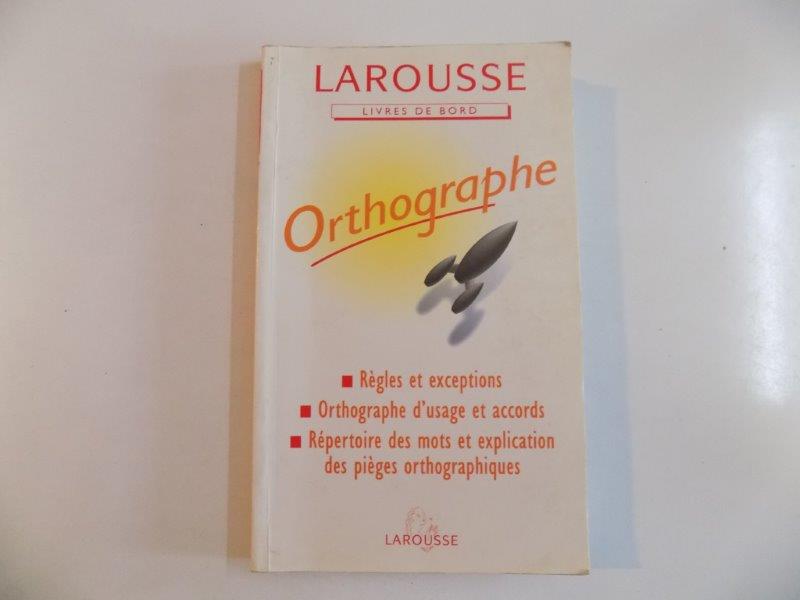 LAROUSSE
LIVRES DE BORD
Orthographe
■ Règles et exceptions
■ Orthographe d'usage et accords
■ Répertoire des mots et explication
des pièges orthographiques
LAROUSSE